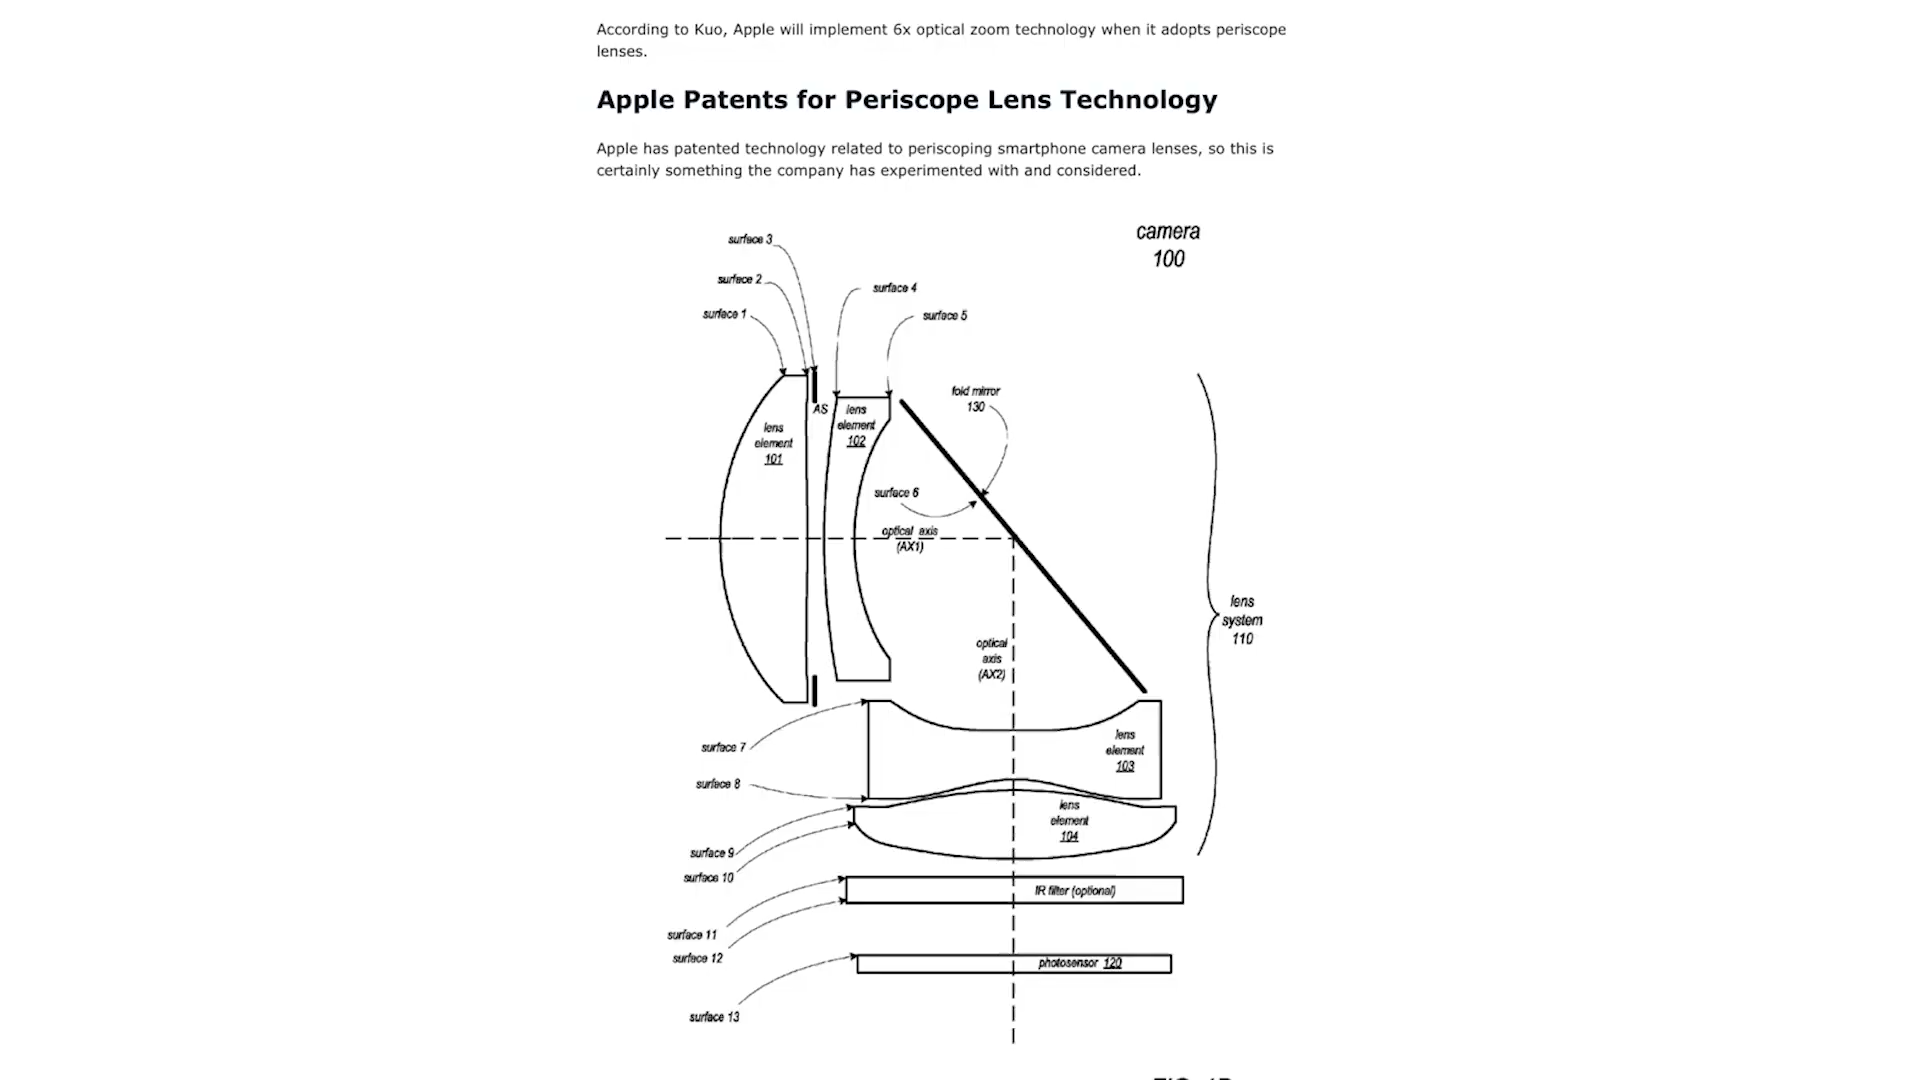 According to Kuo, Apple will implement 6x optical zoom technology when it adopts periscope
lenses.
Apple Patents for Periscope Lens Technology
Apple has patented technology related to periscoping smartphone camera lenses, so this is
certainly something the company has experimented with and considered.
camera
100
surface 3
surface 2
surface 1
surface 4
surface 5
fold mirror
130
AS
lens
element
102
lens
element
101
surface 6
optical axis
(AX1)
lens
system
110
optical
axis
(AX2)
surface 7
lens
element
103
surface 8
lens
element
104
surface 9
surface 10
IR filter (optional)
surface 11
surface 12
photosensor 120
surface 13